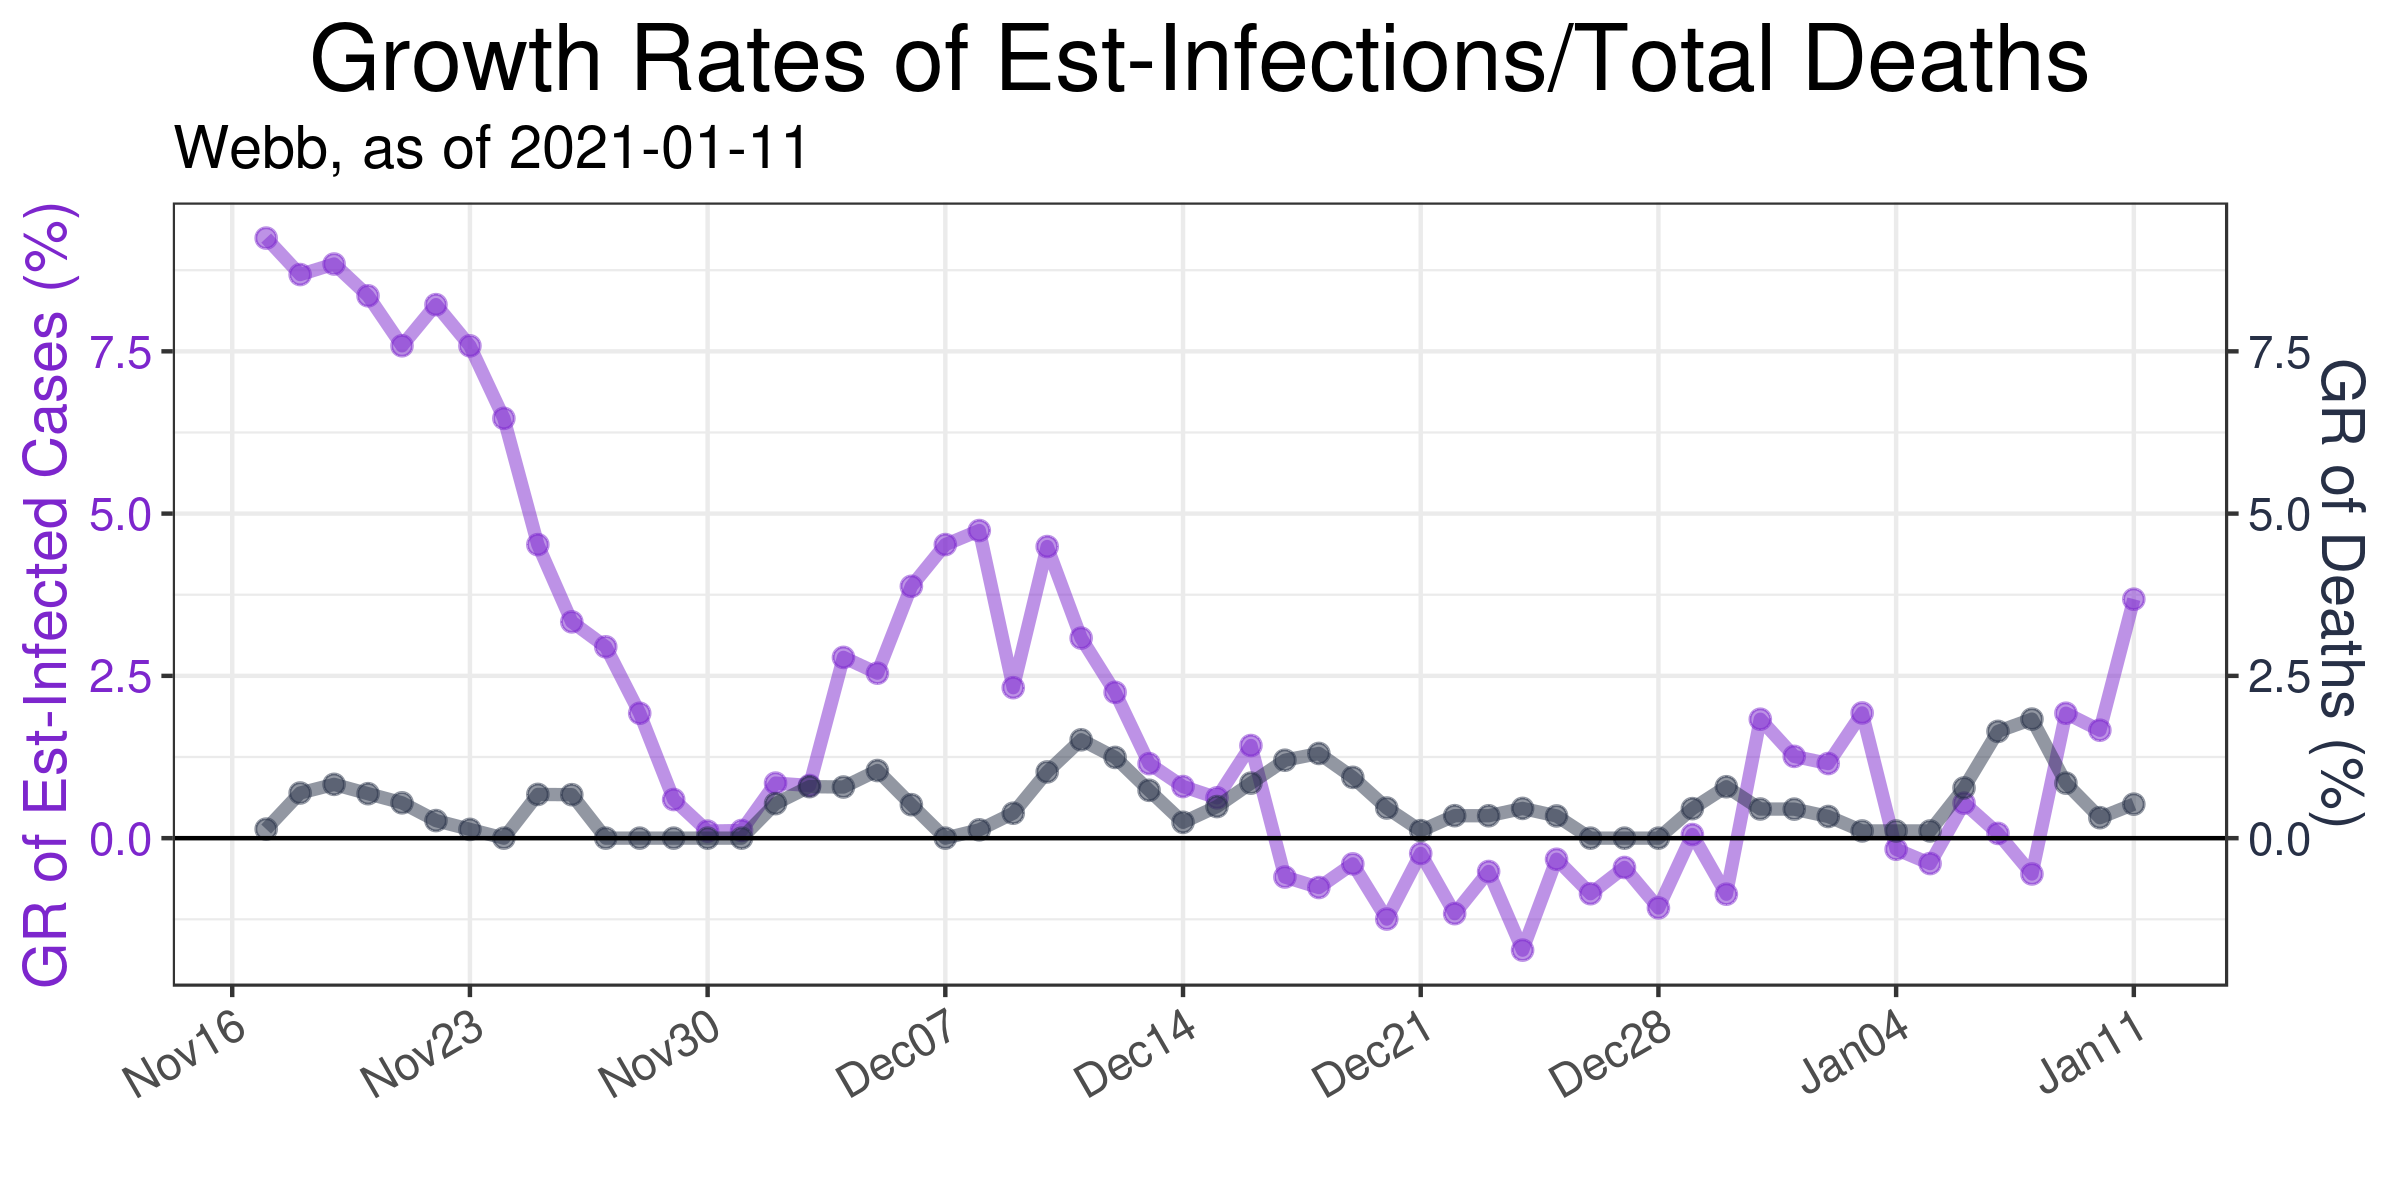 Growth Rates of Est-Infections/Total Deaths
Webb, as of 2021-01-11
GR of Est-Infected Cases (%)
7.5
5.0
2.5
0.0
7.5
5.0
2.5
0.0
GR of Deaths (%)
Nov16
Nov23
Nov30
Dec07
Dec14
Dec21
Dec28
Jan04
Jan11